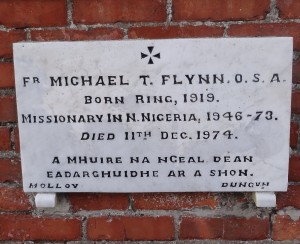 FR MICHAEL T. FLYNN. O.S.A.
BORN RING, 1919.
MISSIONARY IN N. NIGERIA, 1946-73.
DIED 11TH DEC. 1974.
A MHUIRE NA NGEAL DEAN
EADARGHUIDHE AR A SHON.
MOLLOY DUNGVN